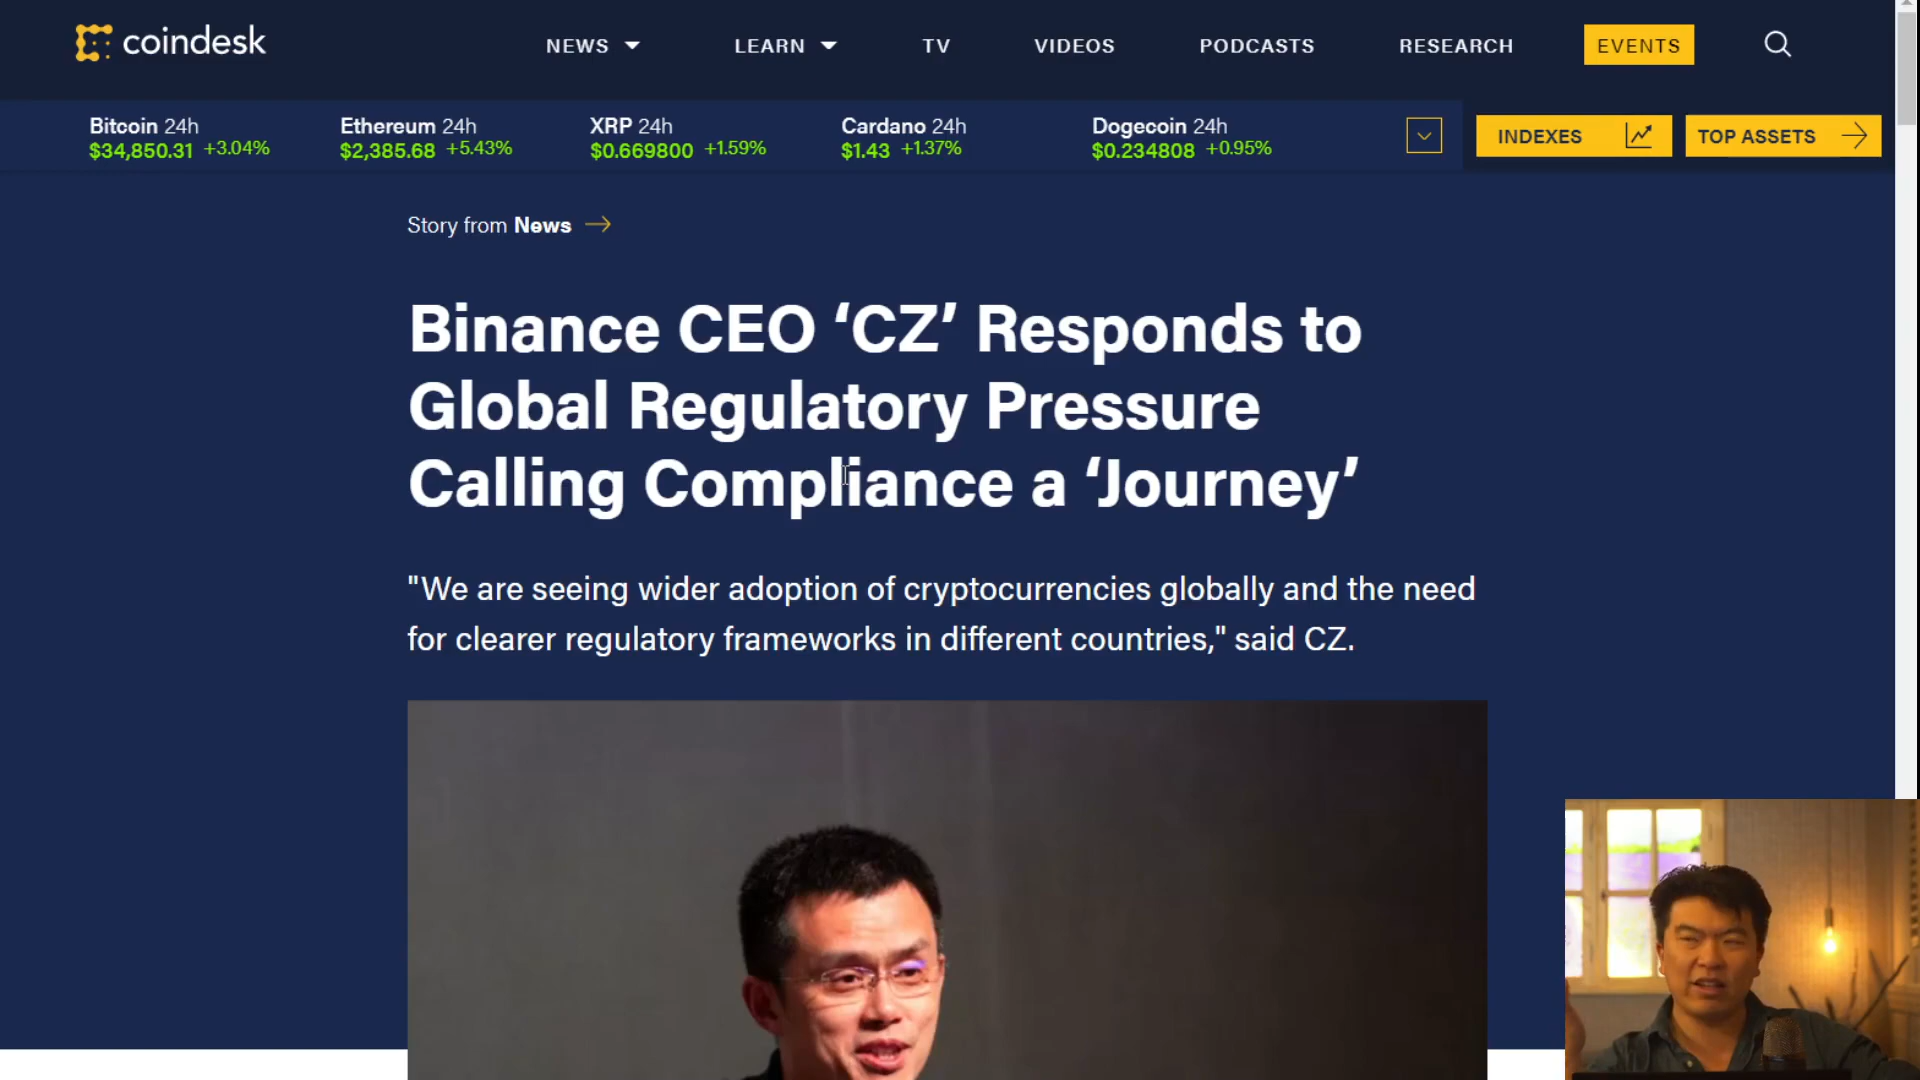 coindesk
NEWS
LEARN
TV
VIDEOS
PODCASTS
RESEARCH
EVENTS
Bitcoin 24h
$34,850.31 +3.04%
Ethereum 24h
$2,385.68 +5.43%
XRP 24h
$0.669800 +1.59%
Cardano 24h
$1.43 +1.37%
Dogecoin 24h
$0.234808 +0.95%
INDEXES
TOP ASSETS
Story from News
Binance CEO ‘CZ’ Responds to
Global Regulatory Pressure
Calling Compliance a ‘Journey’
"We are seeing wider adoption of cryptocurrencies globally and the need
for clearer regulatory frameworks in different countries," said CZ.